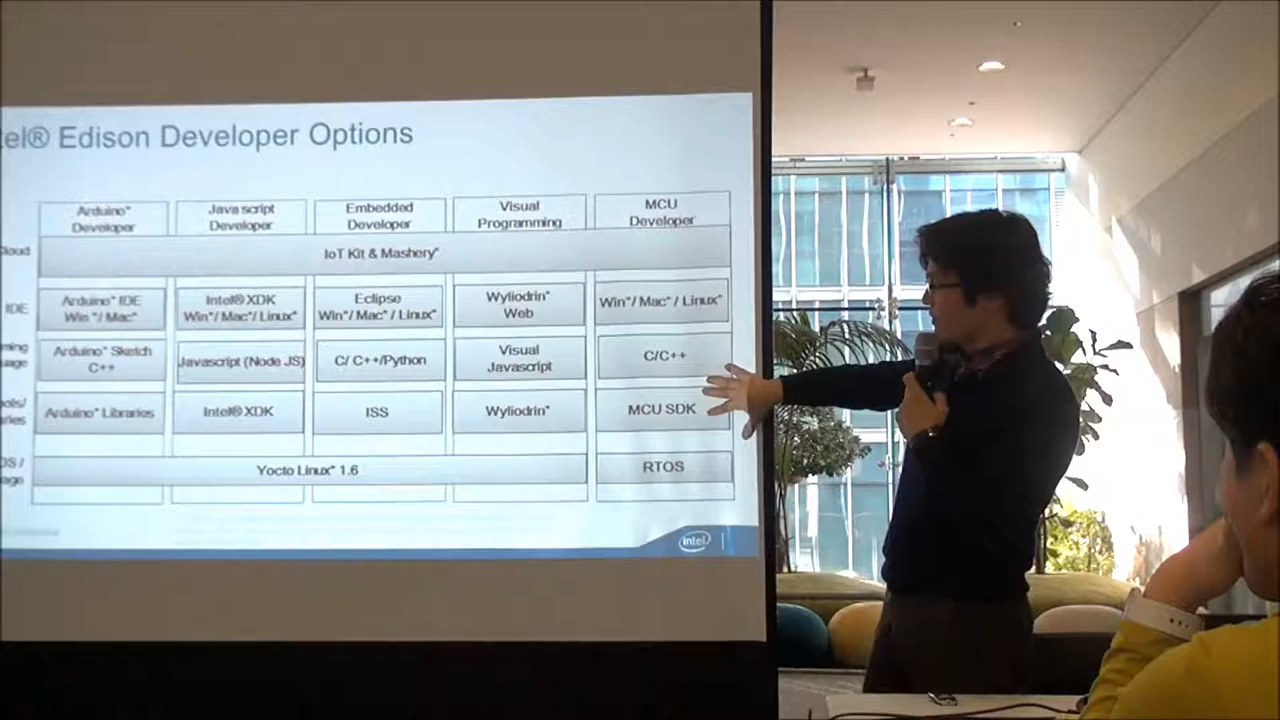 tel® Edison Developer Options
Arduino* Developer
Java script Developer
Embedded Developer
Visual Programming
MCU Developer
Cloud
IoT Kit & Mashery*
IDE
Arduino* IDE
Win*/ Mac*
Intel® XDK
Win*/ Mac*/ Linux*
Eclipse
Win*/ Mac* / Linux*
Wyliodrin*
Web
Win*/ Mac* / Linux*
ming
uage
Arduino* Sketch
C++
Javascript (Node JS)
C/ C++/Python
Visual
Javascript
C/C++
ools/
aries
Arduino* Libraries
Intel® XDK
ISS
Wyliodrin*
MCU SDK
OS /
age
Yocto Linux* 1.6
RTOS
intel